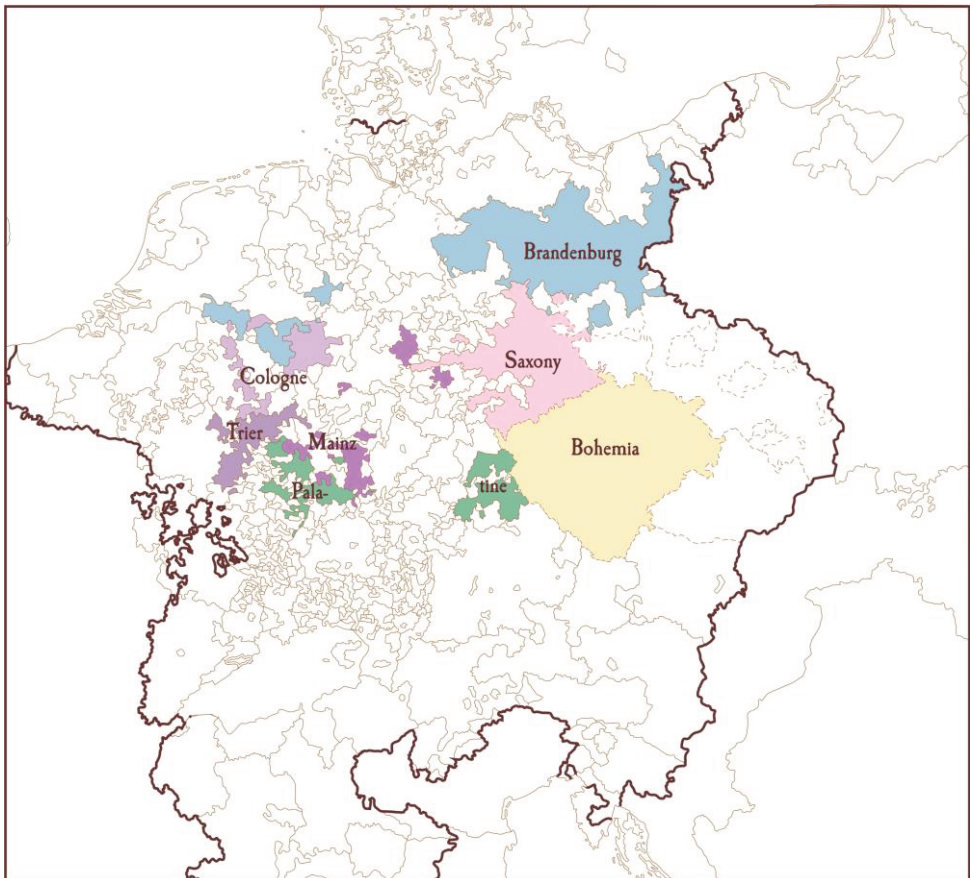 Brandenburg
Saxony
Cologne
Trier
Mainz
Bohemia
Pala-
tine